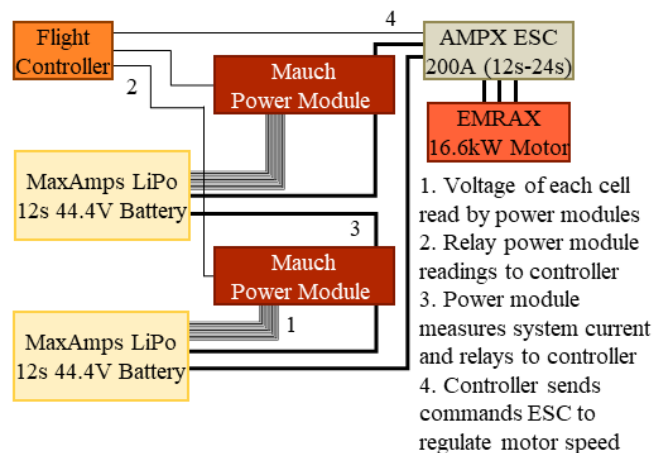 4
Flight
Controller
AMPX ESC
200A (12s-24s)
Mauch
Power Module
2
EMRAX
16.6kW Motor
MaxAmps LiPo
12s 44.4V Battery
3
Mauch
Power Module
1
MaxAmps LiPo
12s 44.4V Battery
1. Voltage of each cell
read by power modules
2. Relay power module
readings to controller
3. Power module
measures system current
and relays to controller
4. Controller sends
commands ESC to
regulate motor speed